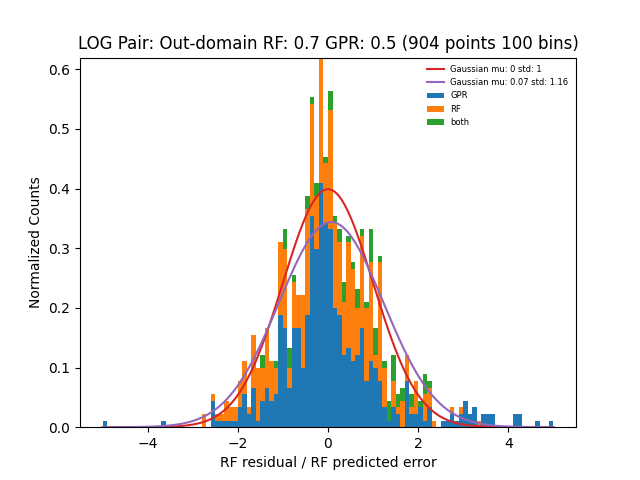 LOG Pair: Out-domain RF: 0.7 GPR: 0.5 (904 points 100 bins)
Gaussian mu: 0 std: 1
Gaussian mu: 0.07 std: 1.16
GPR
RF
both
Normalized Counts
0.6
0.5
0.4
0.3
0.2
0.1
0.0
−4 −2 0 2 4
RF residual / RF predicted error